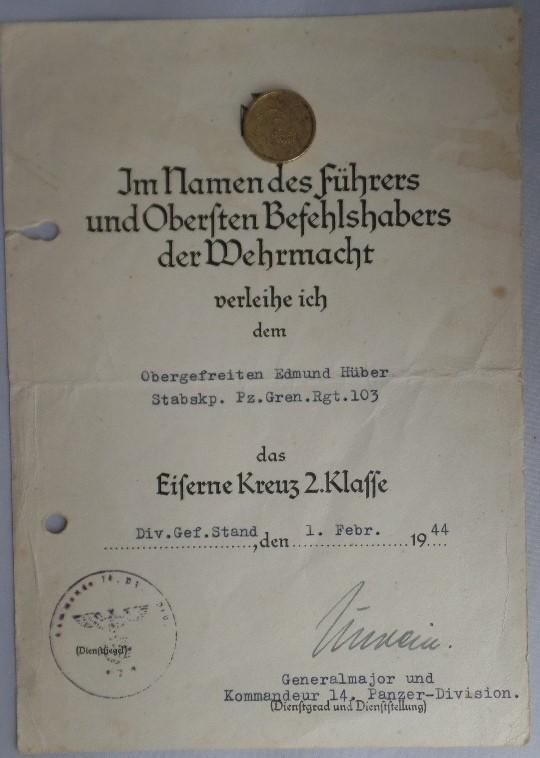 Im Namen des Führers
und Obersten Befehlshabers
der Wehrmacht
verleihe ich
dem
Obergefreiten Edmund Hüber
Stabskp. Pz.Gren.Rgt.103
das
Eiserne Kreuz 2.Klasse
Div.Gef.Stand, den 1. Febr. 1944
(Dienstsiegel)
Generalmajor und
Kommandeur 14. Panzer-Division.
(Dienstgrad und Dienststellung)